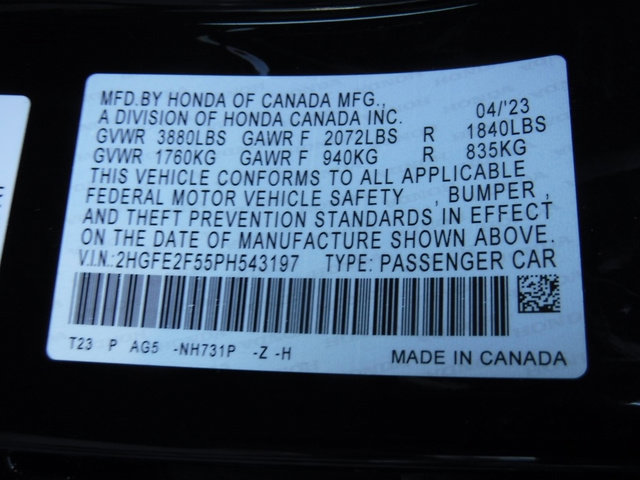 MFD.BY HONDA OF CANADA MFG.,
A DIVISION OF HONDA CANADA INC. 04/'23
GVWR 3880LBS GAWR F 2072LBS R 1840LBS
GVWR 1760KG GAWR F 940KG R 835KG
THIS VEHICLE CONFORMS TO ALL APPLICABLE
FEDERAL MOTOR VEHICLE SAFETY , BUMPER ,
AND THEFT PREVENTION STANDARDS IN EFFECT
ON THE DATE OF MANUFACTURE SHOWN ABOVE.
V.I.N.:2HGFE2F55PH543197 TYPE: PASSENGER CAR
T23 P AG5 -NH731P -Z -H MADE IN CANADA